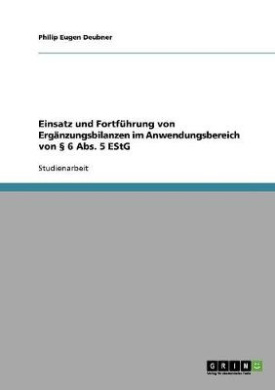 Philip Eugen Deubner
Einsatz und Fortführung von
Ergänzungsbilanzen im Anwendungsbereich
von § 6 Abs. 5 EStG
Studienarbeit
GRIN